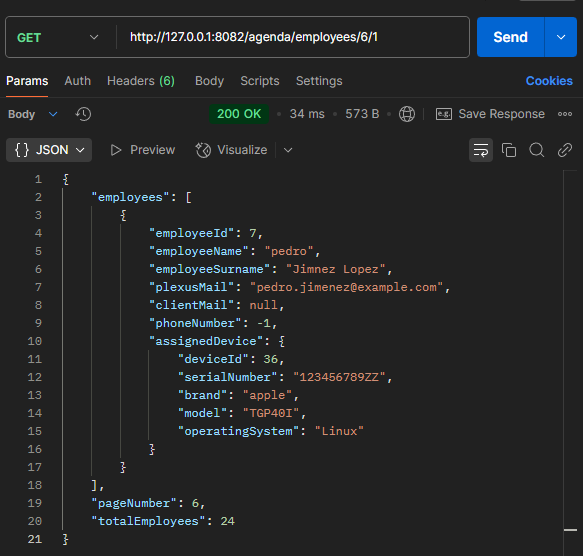 GET http://127.0.0.1:8082/agenda/employees/6/1 Send
Params Auth Headers (6) Body Scripts Settings Cookies
Body 200 OK • 34 ms • 573 B e.g. Save Response
{} JSON Preview Visualize
1 {
2 "employees": [
3 {
4 "employeeId": 7,
5 "employeeName": "pedro",
6 "employeeSurname": "Jimnez Lopez",
7 "plexusMail": "pedro.jimenez@example.com",
8 "clientMail": null,
9 "phoneNumber": -1,
10 "assignedDevice": {
11 "deviceId": 36,
12 "serialNumber": "123456789ZZ",
13 "brand": "apple",
14 "model": "TGP40I",
15 "operatingSystem": "Linux"
16 }
17 }
18 ],
19 "pageNumber": 6,
20 "totalEmployees": 24
21 }